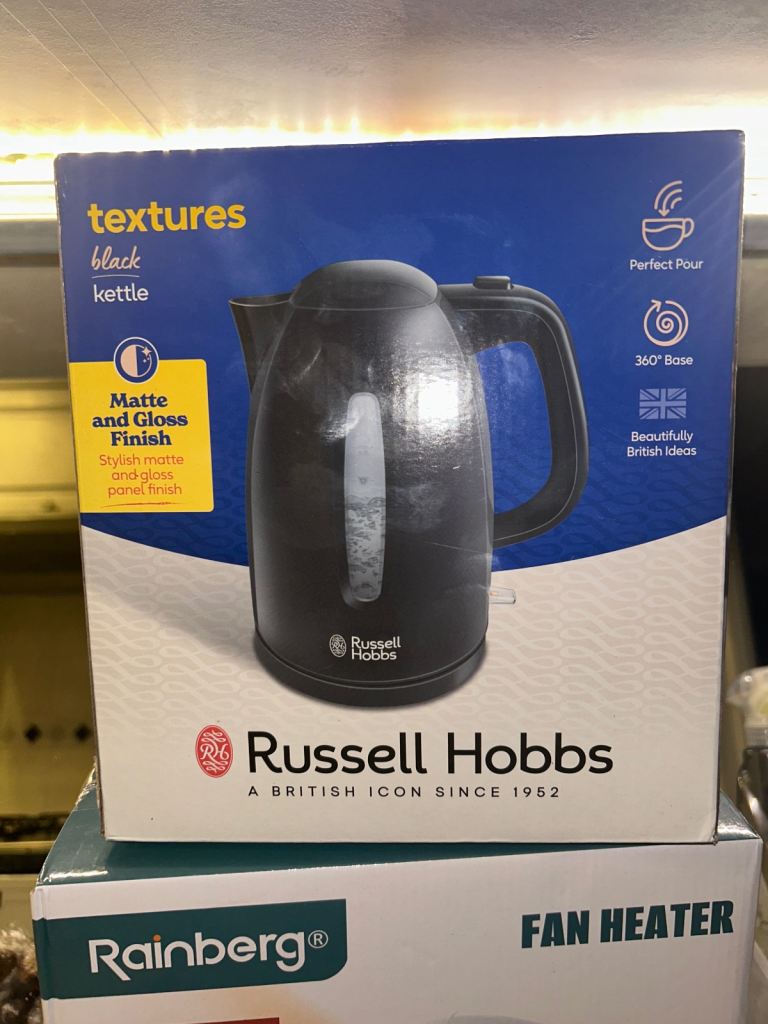 textures
black
kettle
Matte
and Gloss
Finish
Stylish matte
and gloss
panel finish
Perfect Pour
360° Base
Beautifully
British Ideas
Russell
Hobbs
RH Russell Hobbs
A BRITISH ICON SINCE 1952
Rainberg®
FAN HEATER